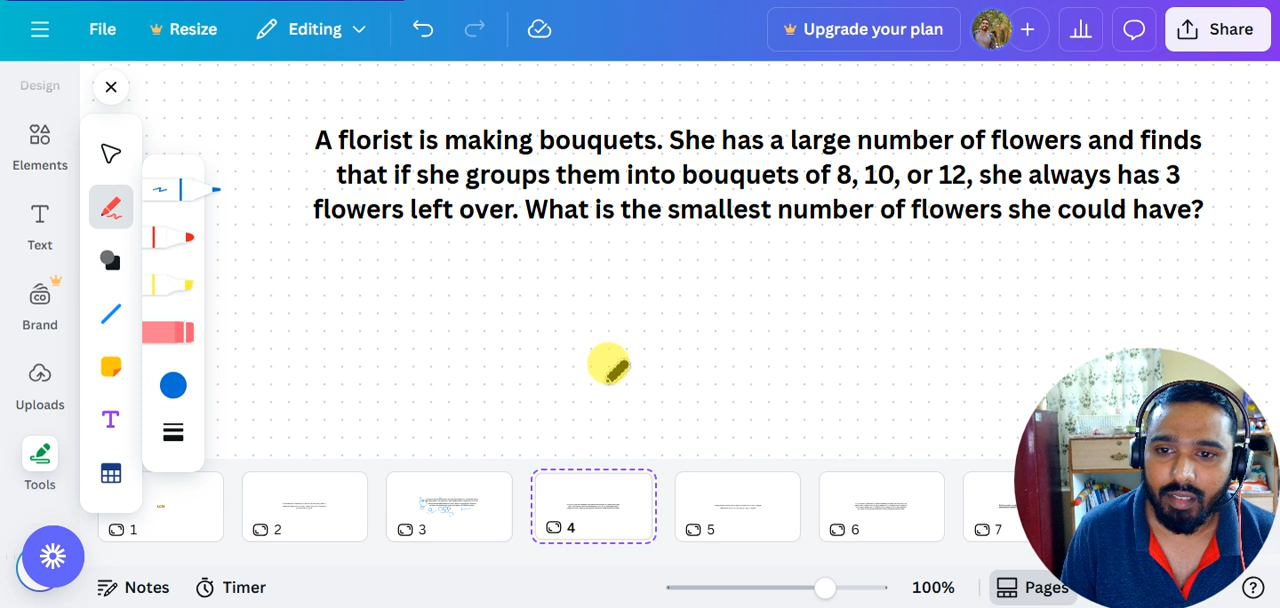 File
Resize
Editing
Upgrade your plan
Share
Design
Elements
Text
Brand
Uploads
Tools
CO
T
A florist is making bouquets. She has a large number of flowers and finds
that if she groups them into bouquets of 8, 10, or 12, she always has 3
flowers left over. What is the smallest number of flowers she could have?
1
2
3
4
5
6
7
Notes
Timer
100%
Pages
?